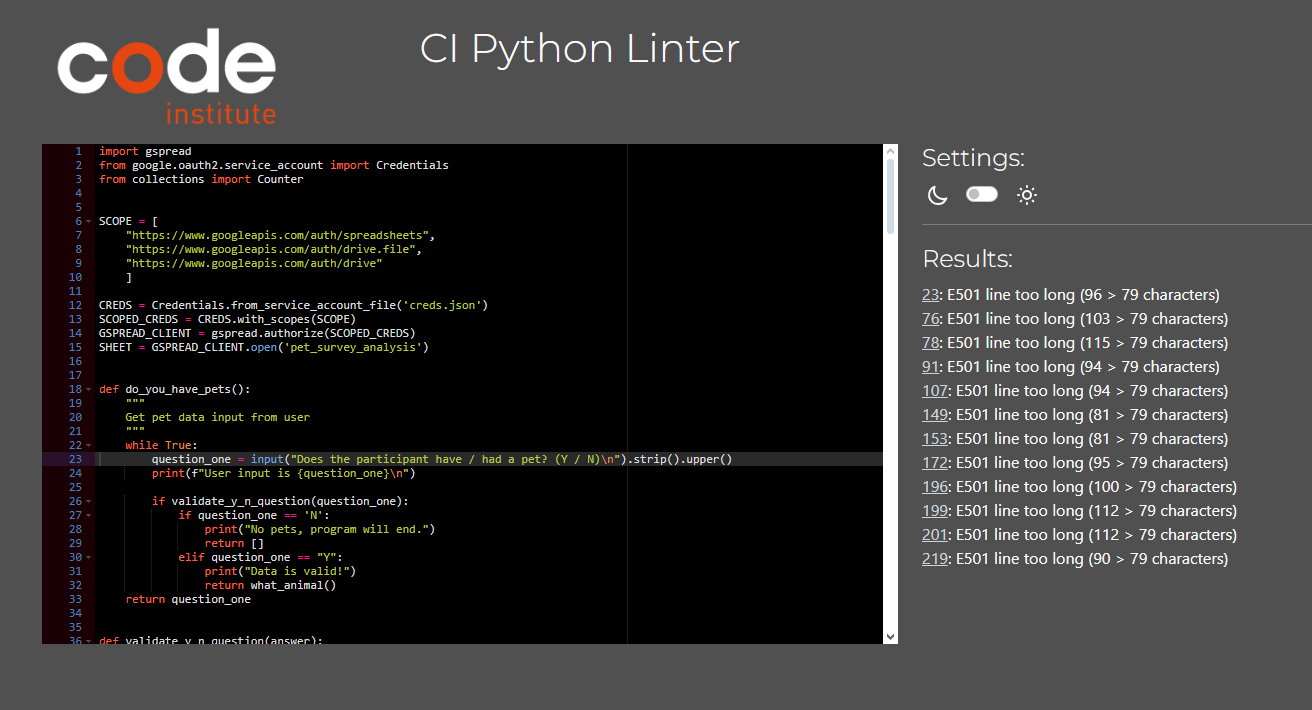 code
institute
CI Python Linter
1 import gspread
2 from google.oauth2.service_account import Credentials
3 from collections import Counter
4
5
6 SCOPE = [
7     "https://www.googleapis.com/auth/spreadsheets",
8     "https://www.googleapis.com/auth/drive.file",
9     "https://www.googleapis.com/auth/drive"
10     ]
11
12 CREDS = Credentials.from_service_account_file('creds.json')
13 SCOPED_CREDS = CREDS.with_scopes(SCOPE)
14 GSPREAD_CLIENT = gspread.authorize(SCOPED_CREDS)
15 SHEET = GSPREAD_CLIENT.open('pet_survey_analysis')
16
17
18 def do_you_have_pets():
19     """
20     Get pet data input from user
21     """
22     while True:
23         question_one = input("Does the participant have / had a pet? (Y / N)\n").strip().upper()
24         print(f"User input is {question_one}\n")
25
26         if validate_y_n_question(question_one):
27             if question_one == 'N':
28                 print("No pets, program will end.")
29                 return []
30             elif question_one == "Y":
31                 print("Data is valid!")
32                 return what_animal()
33     return question_one
34
35
36 def validate_y_n_question(answer):
Settings:
Results:
23: E501 line too long (96 > 79 characters)
76: E501 line too long (103 > 79 characters)
78: E501 line too long (115 > 79 characters)
91: E501 line too long (94 > 79 characters)
107: E501 line too long (94 > 79 characters)
149: E501 line too long (81 > 79 characters)
153: E501 line too long (81 > 79 characters)
172: E501 line too long (95 > 79 characters)
196: E501 line too long (100 > 79 characters)
199: E501 line too long (112 > 79 characters)
201: E501 line too long (112 > 79 characters)
219: E501 line too long (90 > 79 characters)